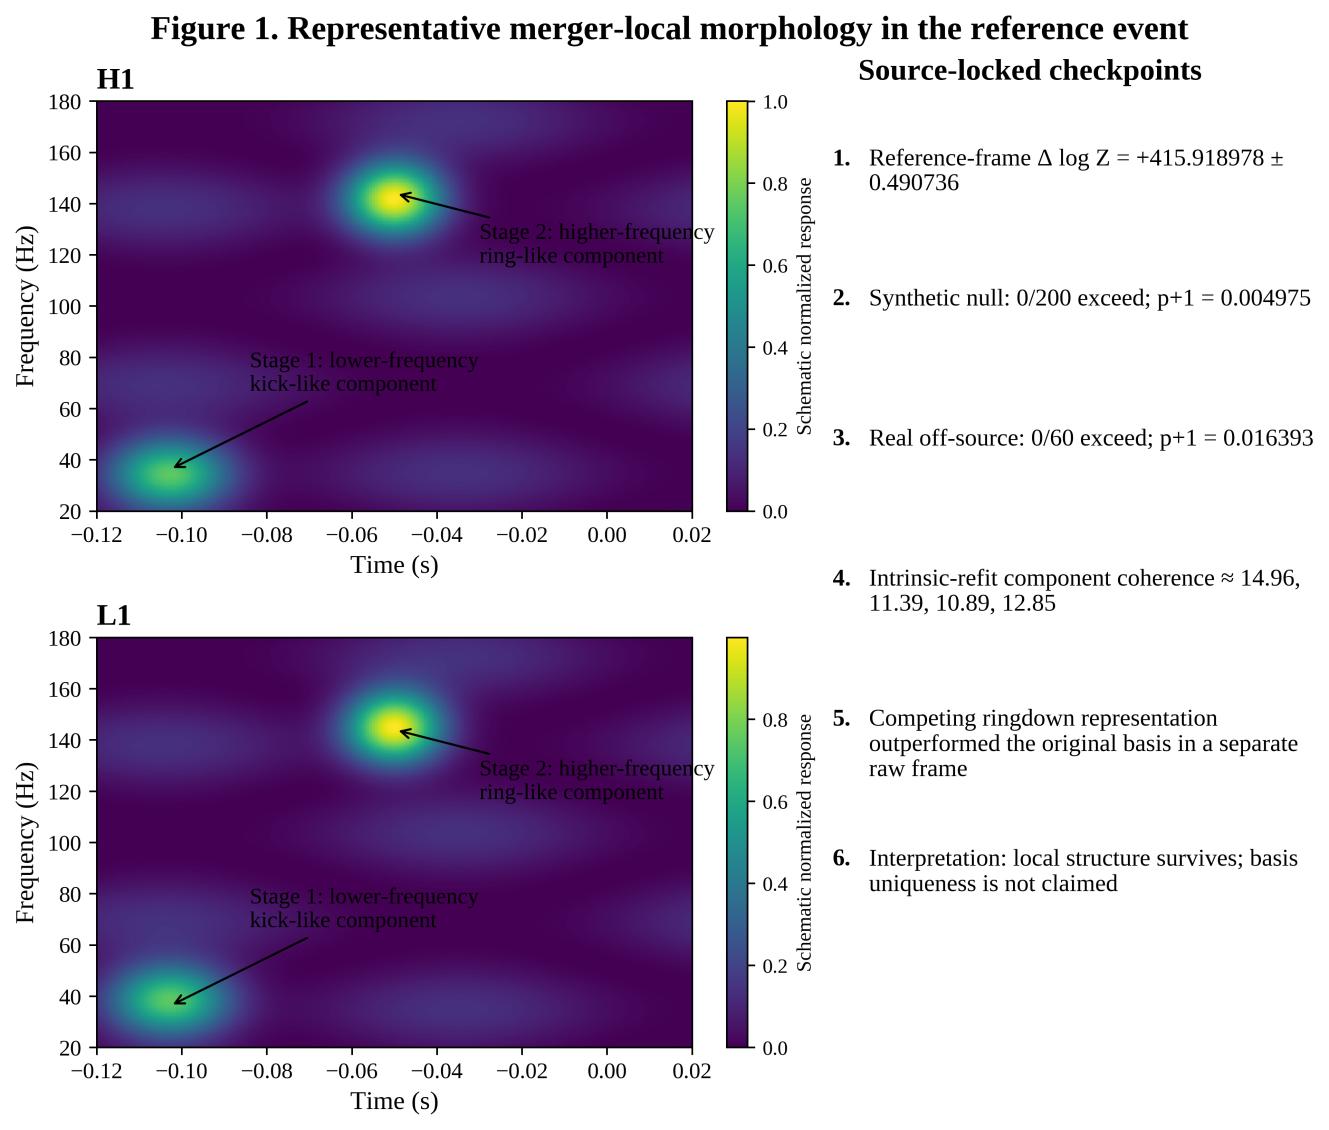 Figure 1. Representative merger-local morphology in the reference event
H1
180
160
140
120
100
80
60
40
20
Frequency (Hz)
Stage 2: higher-frequency
ring-like component
Stage 1: lower-frequency
kick-like component
−0.12
−0.10
−0.08
−0.06
−0.04
−0.02
0.00
0.02
Time (s)
1.0
0.8
0.6
0.4
0.2
0.0
Schematic normalized response
L1
180
160
140
120
100
80
60
40
20
Frequency (Hz)
Stage 2: higher-frequency
ring-like component
Stage 1: lower-frequency
kick-like component
−0.12
−0.10
−0.08
−0.06
−0.04
−0.02
0.00
0.02
Time (s)
0.8
0.6
0.4
0.2
0.0
Schematic normalized response
Source-locked checkpoints
1. Reference-frame Δ log Z = +415.918978 ±
0.490736
2. Synthetic null: 0/200 exceed; p+1 = 0.004975
3. Real off-source: 0/60 exceed; p+1 = 0.016393
4. Intrinsic-refit component coherence ≈ 14.96,
11.39, 10.89, 12.85
5. Competing ringdown representation
outperformed the original basis in a separate
raw frame
6. Interpretation: local structure survives; basis
uniqueness is not claimed